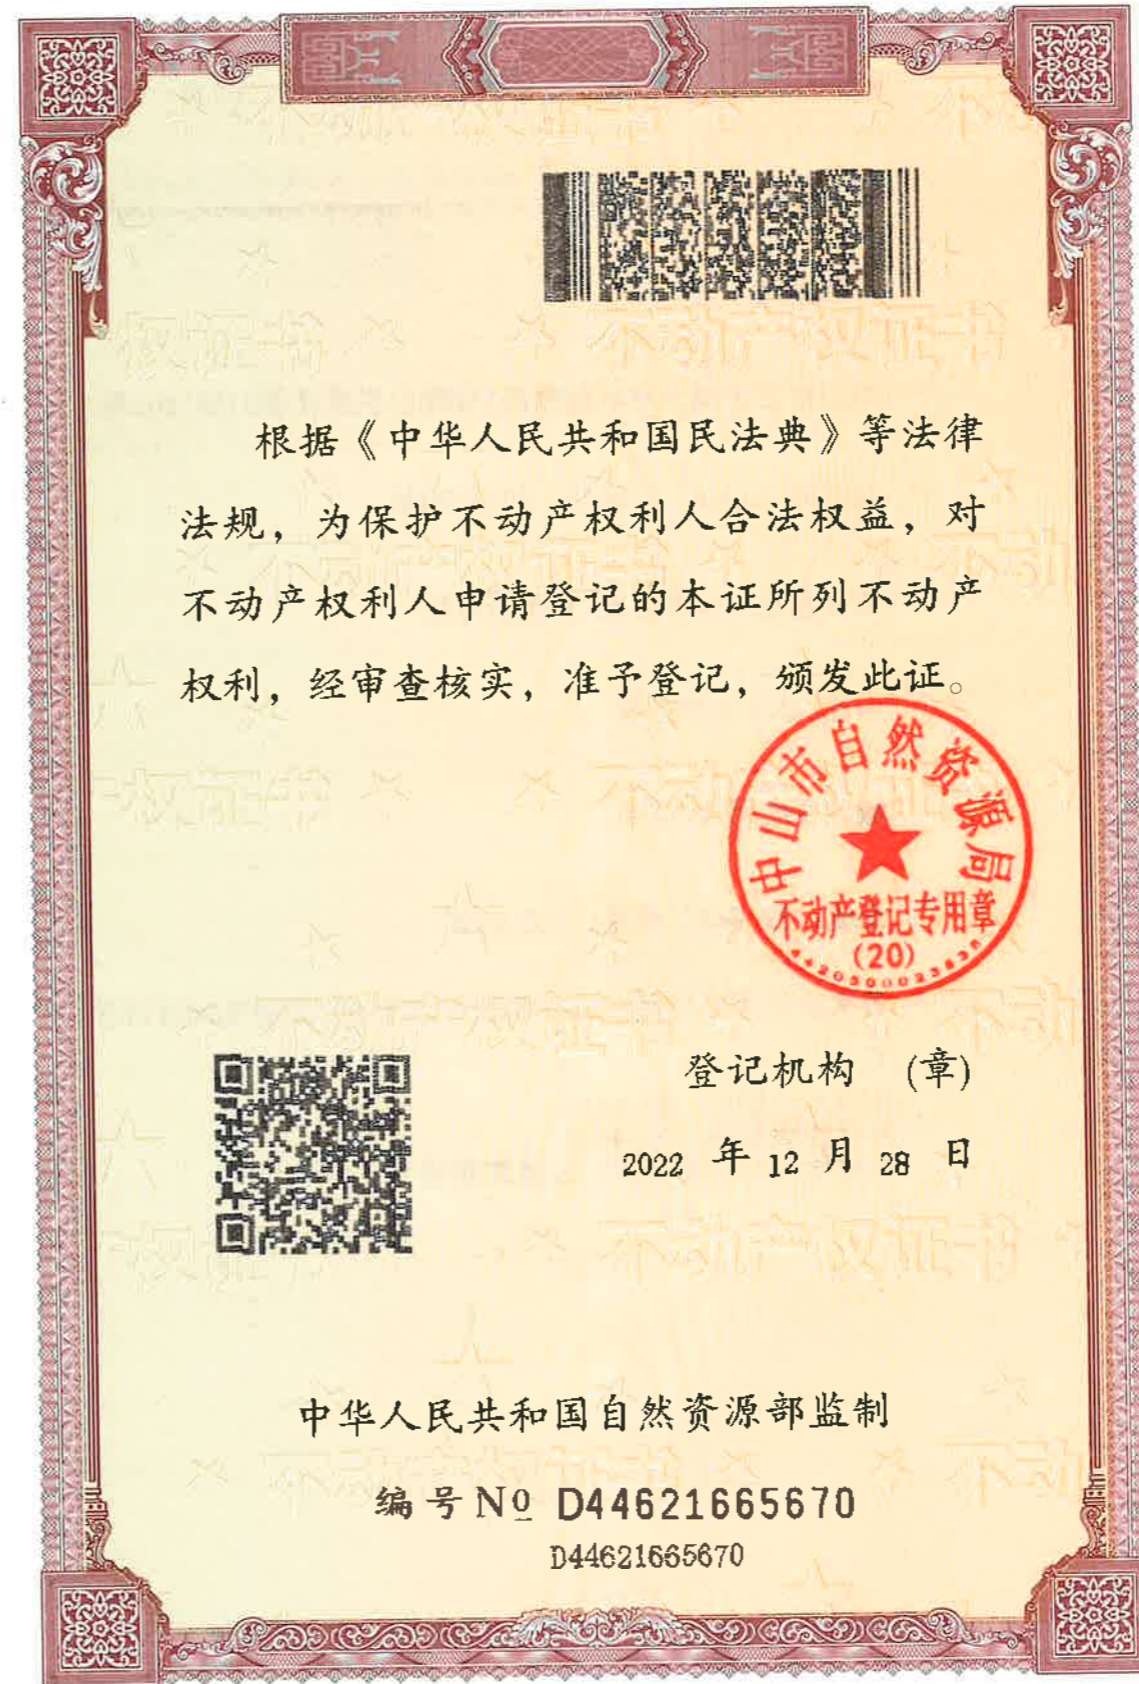 根据《中华人民共和国民法典》等法律
法规，为保护不动产权利人合法权益，对
不动产权利人申请登记的本证所列不动产
权利，经审查核实，准予登记，颁发此证。
中山市自然资源局
不动产登记专用章
(20)
登记机构 (章)
2022 年 12 月 28 日
中华人民共和国自然资源部监制
编号 Nº D44621665670
D44621665670